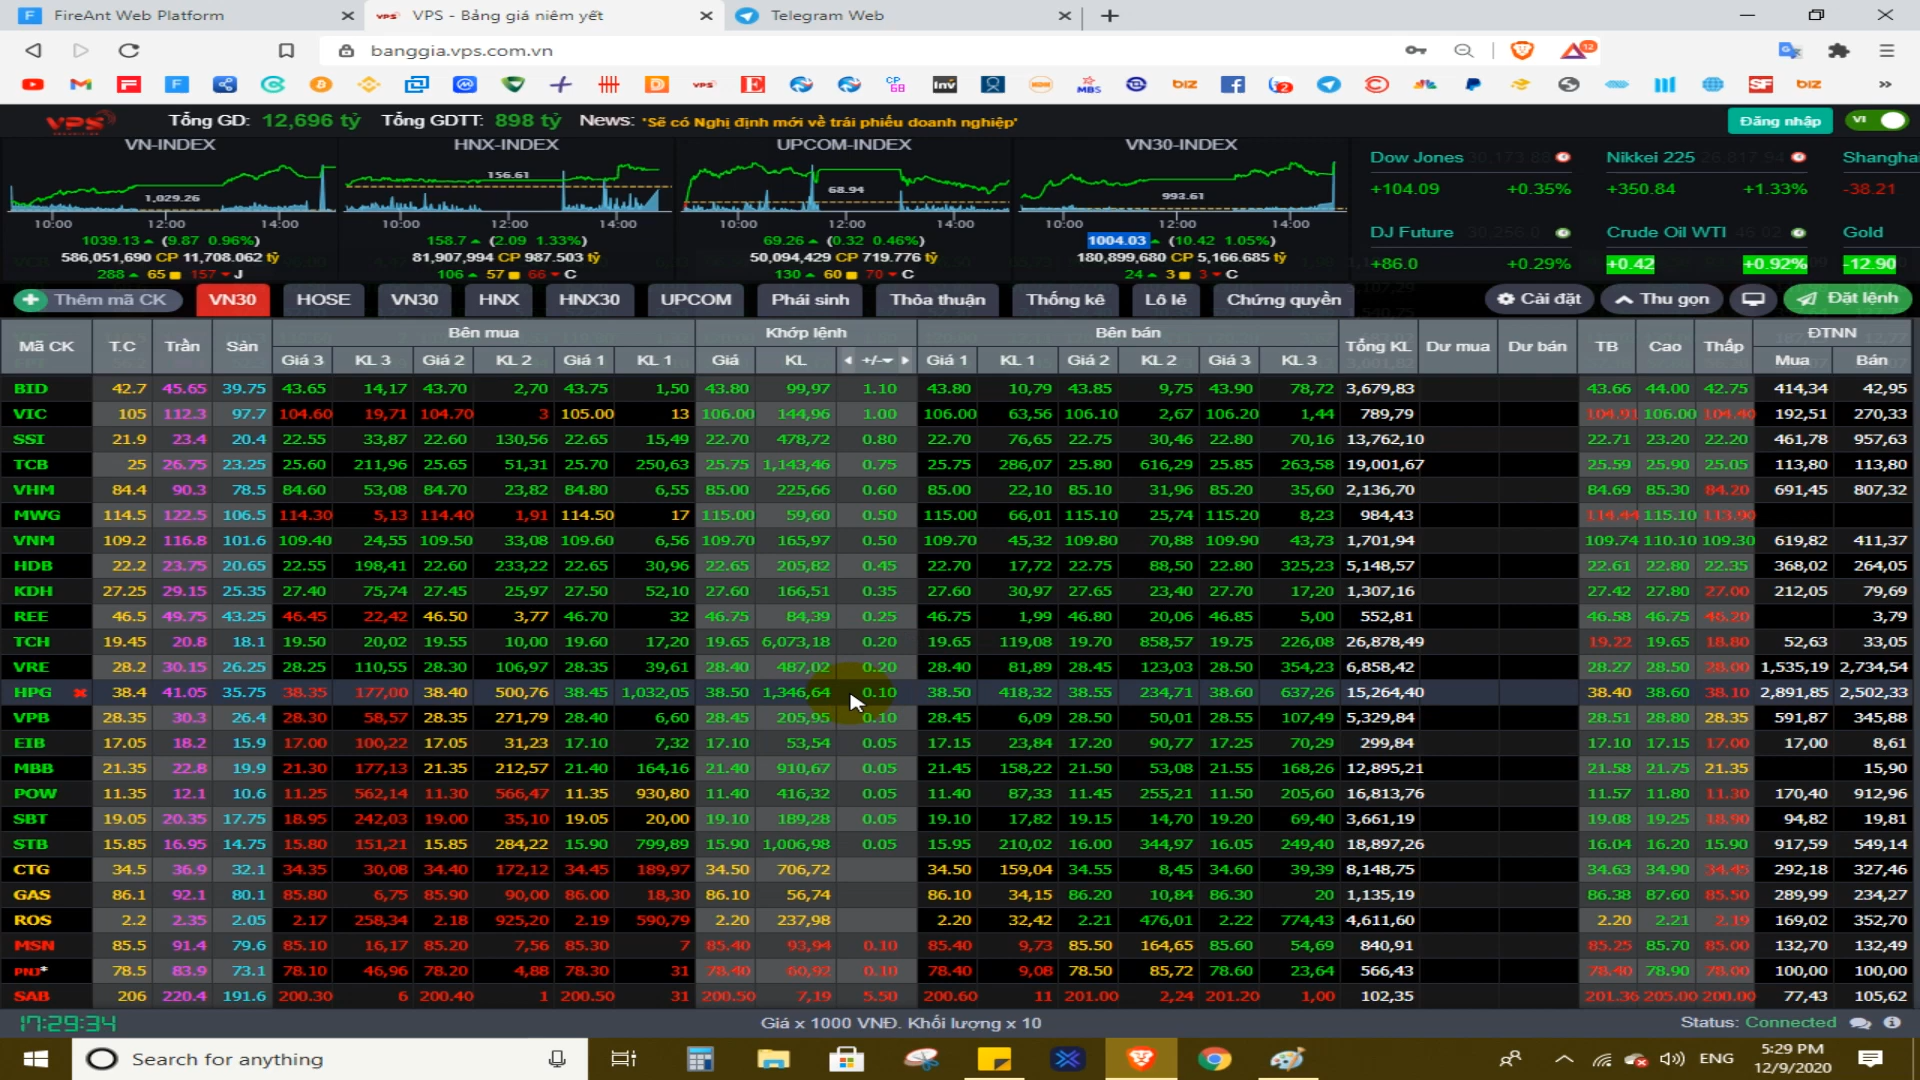 FireAnt Web Platform
VPS - Bảng giá niêm yết
Telegram Web
banggia.vps.com.vn
VPS Tổng GD: 12,696 tỷ Tổng GDTT: 898 tỷ News: 'Sẽ có Nghị định mới về trái phiếu doanh nghiệp' Đăng nhập VI
VN-INDEX HNX-INDEX UPCOM-INDEX VN30-INDEX
1,029.26 156.61 68.94 993.61
10:00 12:00 14:00 10:00 12:00 14:00 10:00 12:00 14:00 10:00 12:00 14:00
1039.13 (9.87 0.96%) 158.7 (2.09 1.33%) 69.26 (0.32 0.46%) 1004.03 (10.42 1.05%)
586,051,690 CP 11,708.062 tỷ 81,907,994 CP 987.503 tỷ 50,094,429 CP 719.776 tỷ 180,899,680 CP 5,166.685 tỷ
288 65 157 J 106 57 66 C 130 60 70 C 24 3 3 C
Dow Jones Nikkei 225 Shanghai
+104.09 +0.35% +350.84 +1.33% -38.21
DJ Future Crude Oil WTI Gold
+86.0 +0.29% +0.42 +0.92% -12.90
Thêm mã CK VN30 HOSE VN30 HNX HNX30 UPCOM Phái sinh Thỏa thuận Thống kê Lô lẻ Chứng quyền Cài đặt Thu gọn Đặt lệnh
Mã CK T.C Trần Sàn Bên mua Khớp lệnh Bên bán Tổng KL Dư mua Dư bán TB Cao Thấp ĐTNN
Giá 3 KL 3 Giá 2 KL 2 Giá 1 KL 1 Giá KL +/- Giá 1 KL 1 Giá 2 KL 2 Giá 3 KL 3 Mua Bán
BID 42.7 45.65 39.75 43.65 14,17 43.70 2,70 43.75 1,50 43.80 99,97 1.10 43.80 10,79 43.85 9,75 43.90 78,72 3,679,83 43.66 44.00 42.75 414,34 42,95
VIC 105 112.3 97.7 104.60 19,71 104.70 3 105.00 13 106.00 144,96 1.00 106.00 63,56 106.10 2,67 106.20 1,44 789,79 104.91 106.00 104.40 192,51 270,33
SSI 21.9 23.4 20.4 22.55 33,87 22.60 130,56 22.65 15,49 22.70 478,72 0.80 22.70 76,65 22.75 30,46 22.80 70,16 13,762,10 22.71 23.20 22.20 461,78 957,63
TCB 25 26.75 23.25 25.60 211,96 25.65 51,31 25.70 250,63 25.75 1,143,46 0.75 25.75 286,07 25.80 616,29 25.85 263,58 19,001,67 25.59 25.90 25.05 113,80 113,80
VHM 84.4 90.3 78.5 84.60 53,08 84.70 23,82 84.80 6,55 85.00 225,66 0.60 85.00 22,10 85.10 31,96 85.20 35,60 2,136,70 84.69 85.30 84.20 691,45 807,32
MWG 114.5 122.5 106.5 114.30 5,13 114.40 1,91 114.50 17 115.00 59,60 0.50 115.00 66,01 115.10 25,74 115.20 8,23 984,43 114.44 115.10 113.90
VNM 109.2 116.8 101.6 109.40 24,55 109.50 33,08 109.60 6,56 109.70 165,97 0.50 109.70 45,32 109.80 70,88 109.90 43,73 1,701,94 109.74 110.10 109.30 619,82 411,37
HDB 22.2 23.75 20.65 22.55 198,41 22.60 233,22 22.65 30,96 22.65 205,82 0.45 22.70 17,72 22.75 88,50 22.80 325,23 5,148,57 22.61 22.80 22.35 368,02 264,05
KDH 27.25 29.15 25.35 27.40 75,74 27.45 25,97 27.50 52,10 27.60 166,51 0.35 27.60 30,97 27.65 23,40 27.70 17,20 1,307,16 27.42 27.80 27.00 212,05 79,69
REE 46.5 49.75 43.25 46.45 22,42 46.50 3,77 46.70 32 46.75 84,39 0.25 46.75 1,99 46.80 20,06 46.85 5,00 552,81 46.58 46.75 46.20 3,79
TCH 19.45 20.8 18.1 19.50 20,02 19.55 10,00 19.60 17,20 19.65 6,073,18 0.20 19.65 119,08 19.70 858,57 19.75 226,08 26,878,49 19.22 19.65 18.80 52,63 33,05
VRE 28.2 30.15 26.25 28.25 110,55 28.30 106,97 28.35 39,61 28.40 487,02 0.20 28.40 81,89 28.45 123,03 28.50 354,23 6,858,42 28.27 28.50 28.00 1,535,19 2,734,54
HPG 38.4 41.05 35.75 38.35 177,00 38.40 500,76 38.45 1,032,05 38.50 1,346,64 0.10 38.50 418,32 38.55 234,71 38.60 637,26 15,264,40 38.40 38.60 38.10 2,891,85 2,502,33
VPB 28.35 30.3 26.4 28.30 58,57 28.35 271,79 28.40 6,60 28.45 205,95 0.10 28.45 6,09 28.50 50,01 28.55 107,49 5,329,84 28.51 28.80 28.35 591,87 345,88
EIB 17.05 18.2 15.9 17.00 100,22 17.05 31,23 17.10 7,32 17.10 53,54 0.05 17.15 23,84 17.20 90,77 17.25 70,29 299,84 17.10 17.15 17.00 17,00 8,61
MBB 21.35 22.8 19.9 21.30 177,13 21.35 212,57 21.40 164,16 21.40 910,67 0.05 21.45 158,22 21.50 53,08 21.55 168,26 12,895,21 21.58 21.75 21.35 15,90
POW 11.35 12.1 10.6 11.25 562,14 11.30 566,47 11.35 930,80 11.40 416,32 0.05 11.40 87,33 11.45 255,21 11.50 205,60 16,813,76 11.57 11.80 11.30 170,40 912,96
SBT 19.05 20.35 17.75 18.95 242,03 19.00 35,10 19.05 20,00 19.10 189,28 0.05 19.10 17,82 19.15 14,70 19.20 69,40 3,661,19 19.08 19.25 18.90 94,82 19,81
STB 15.85 16.95 14.75 15.80 151,21 15.85 284,22 15.90 799,89 15.90 1,006,98 0.05 15.95 210,02 16.00 344,97 16.05 249,40 18,897,26 16.04 16.20 15.90 917,59 549,14
CTG 34.5 36.9 32.1 34.35 30,08 34.40 172,12 34.45 189,97 34.50 706,72 34.50 159,04 34.55 8,45 34.60 39,39 8,148,75 34.63 34.90 34.45 292,18 327,46
GAS 86.1 92.1 80.1 85.80 6,75 85.90 90,00 86.00 18,30 86.10 56,74 86.10 34,15 86.20 10,84 86.30 20 1,135,19 86.38 87.60 85.50 289,99 234,27
ROS 2.2 2.35 2.05 2.17 258,34 2.18 925,20 2.19 590,79 2.20 237,98 2.20 32,42 2.21 476,01 2.22 774,43 4,611,60 2.20 2.21 2.19 169,02 352,70
MSN 85.5 91.4 79.6 85.10 16,17 85.20 7,56 85.30 7 85.40 93,94 0.10 85.40 9,73 85.50 164,65 85.60 54,69 840,91 85.25 85.70 85.00 132,70 132,49
PNJ* 78.5 83.9 73.1 78.10 46,96 78.20 4,88 78.30 31 78.40 60,92 0.10 78.40 9,08 78.50 85,72 78.60 23,64 566,43 78.40 78.90 78.00 100,00 100,00
SAB 206 220.4 191.6 200.30 6 200.40 1 200.50 31 200.50 7,19 5.50 200.60 11 201.00 2,24 201.20 1,00 102,35 201.36 205.00 200.00 77,43 105,62
17:29:34 Giá x 1000 VNĐ. Khối lượng x 10 Status: Connected
Search for anything ENG 5:29 PM
12/9/2020